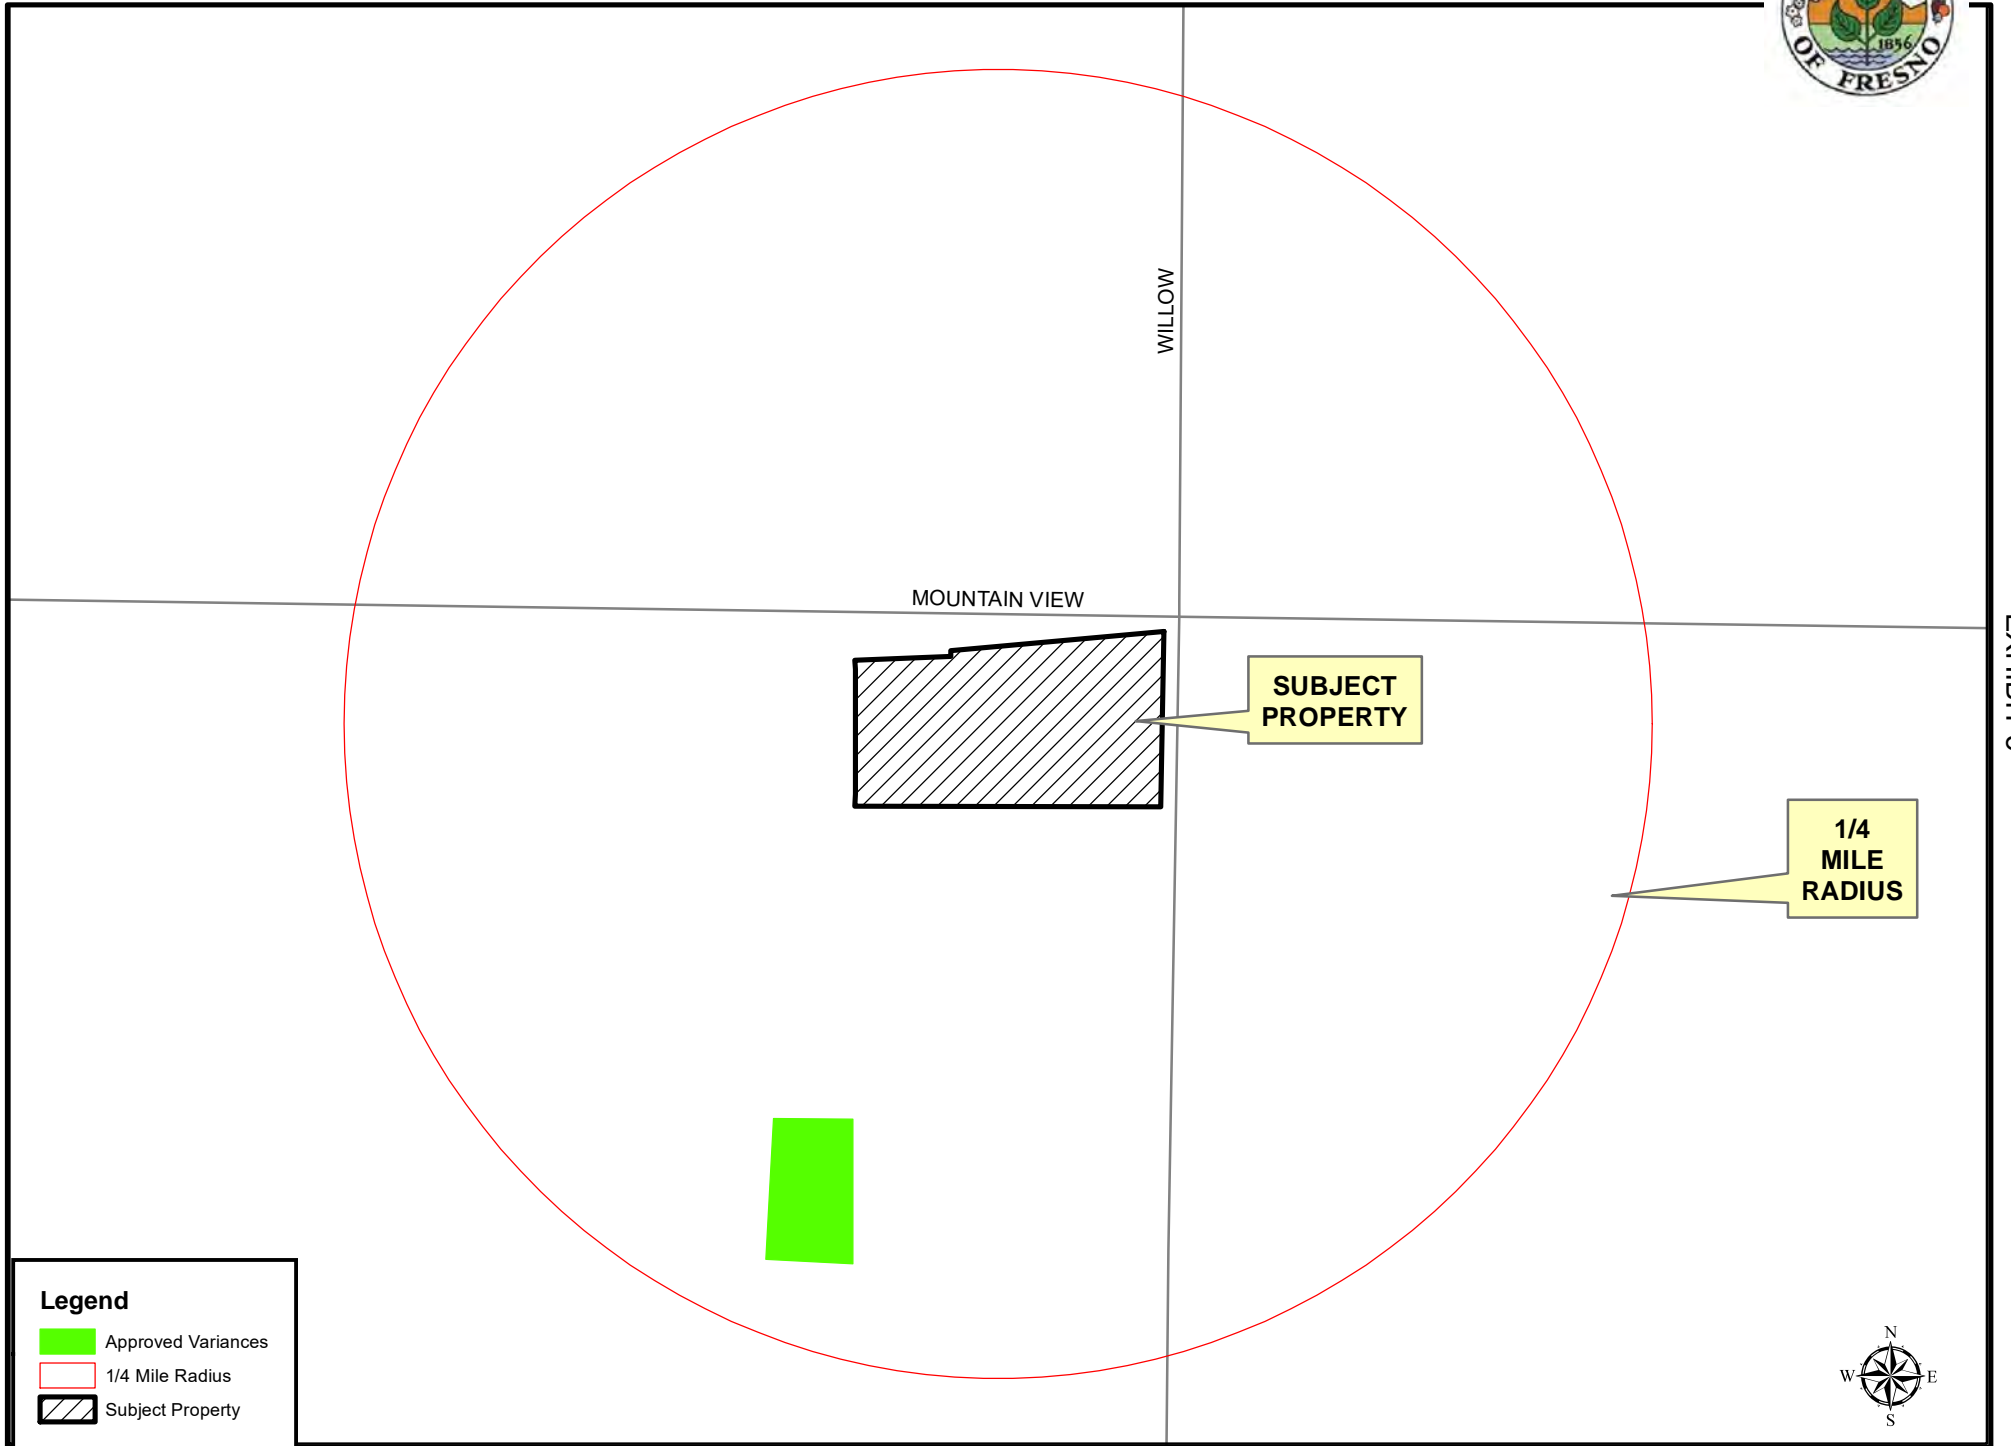 1856
OF FRESNO
WILLOW
MOUNTAIN VIEW
SUBJECT
PROPERTY
1/4
MILE
RADIUS
Legend
Approved Variances
1/4 Mile Radius
Subject Property
N
W E
S